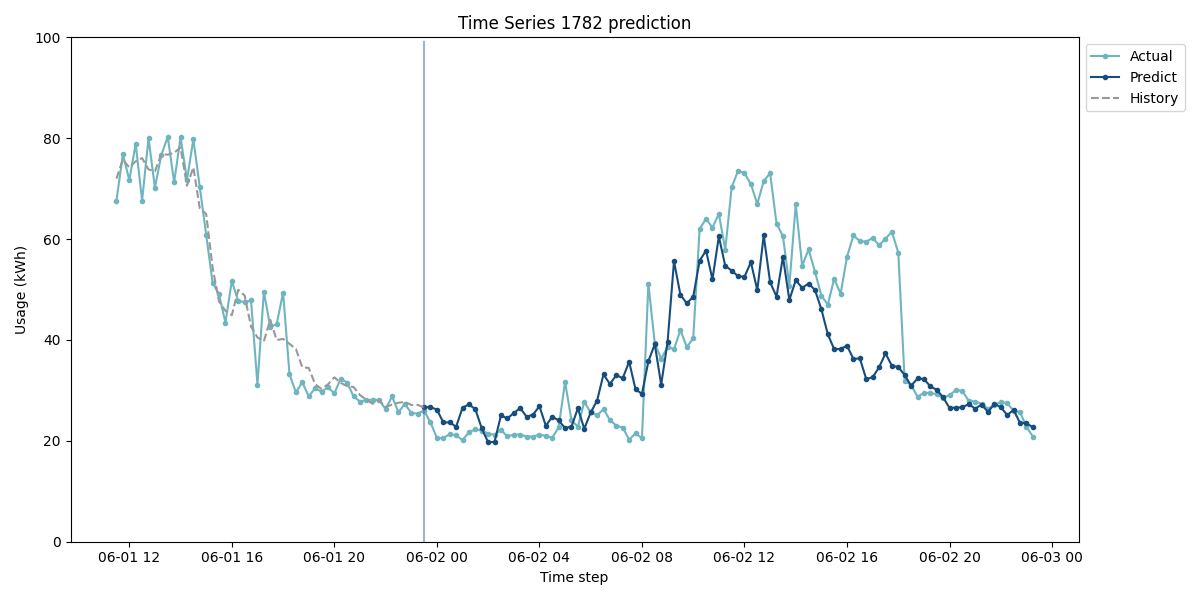 Time Series 1782 prediction
100
80
60
40
20
0
Usage (kWh)
06-01 12
06-01 16
06-01 20
06-02 00
06-02 04
06-02 08
06-02 12
06-02 16
06-02 20
06-03 00
Time step
Actual
Predict
History